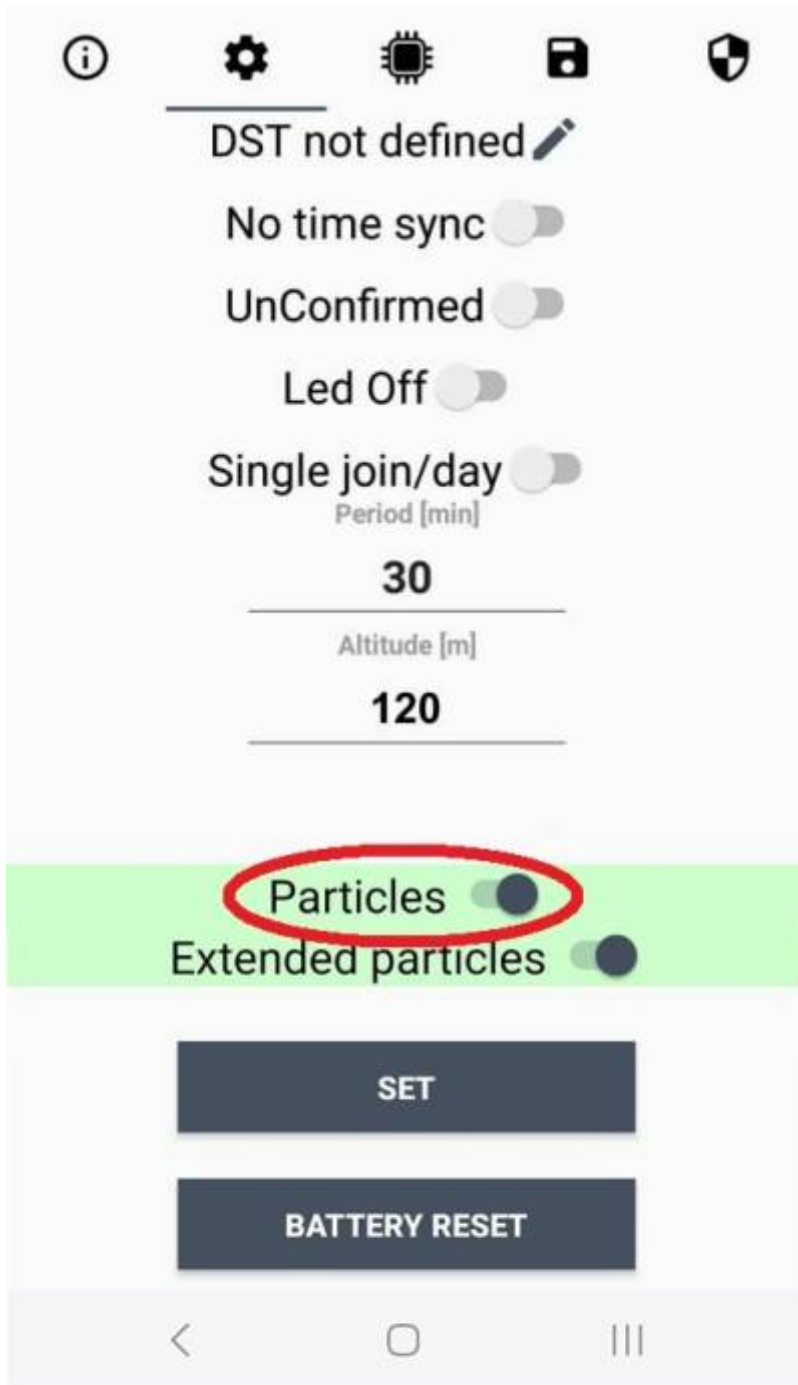 DST not defined
No time sync
UnConfirmed
Led Off
Single join/day
Period [min]
30
Altitude [m]
120
Particles
Extended particles
SET
BATTERY RESET